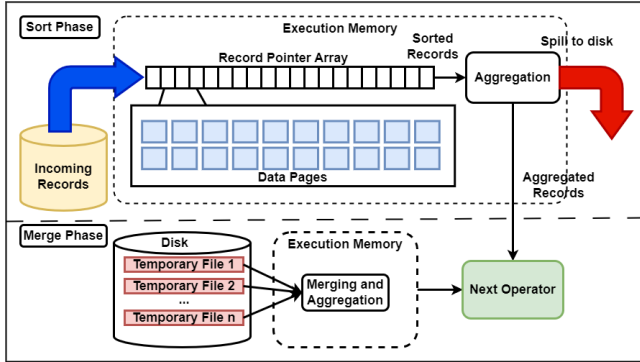 Sort Phase
Execution Memory
Spill to disk
Sorted
Records
Record Pointer Array
Aggregation
Incoming
Records
Data Pages
Aggregated
Records
Merge Phase
Disk
Execution Memory
Temporary File 1
Temporary File 2
...
Temporary File n
Merging and
Aggregation
Next Operator